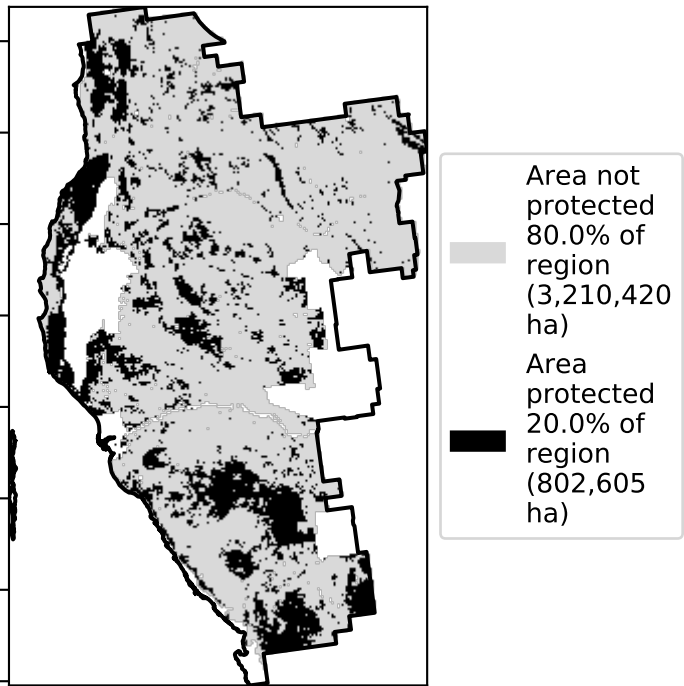 Area not
protected
80.0% of
region
(3,210,420
ha)
Area
protected
20.0% of
region
(802,605
ha)